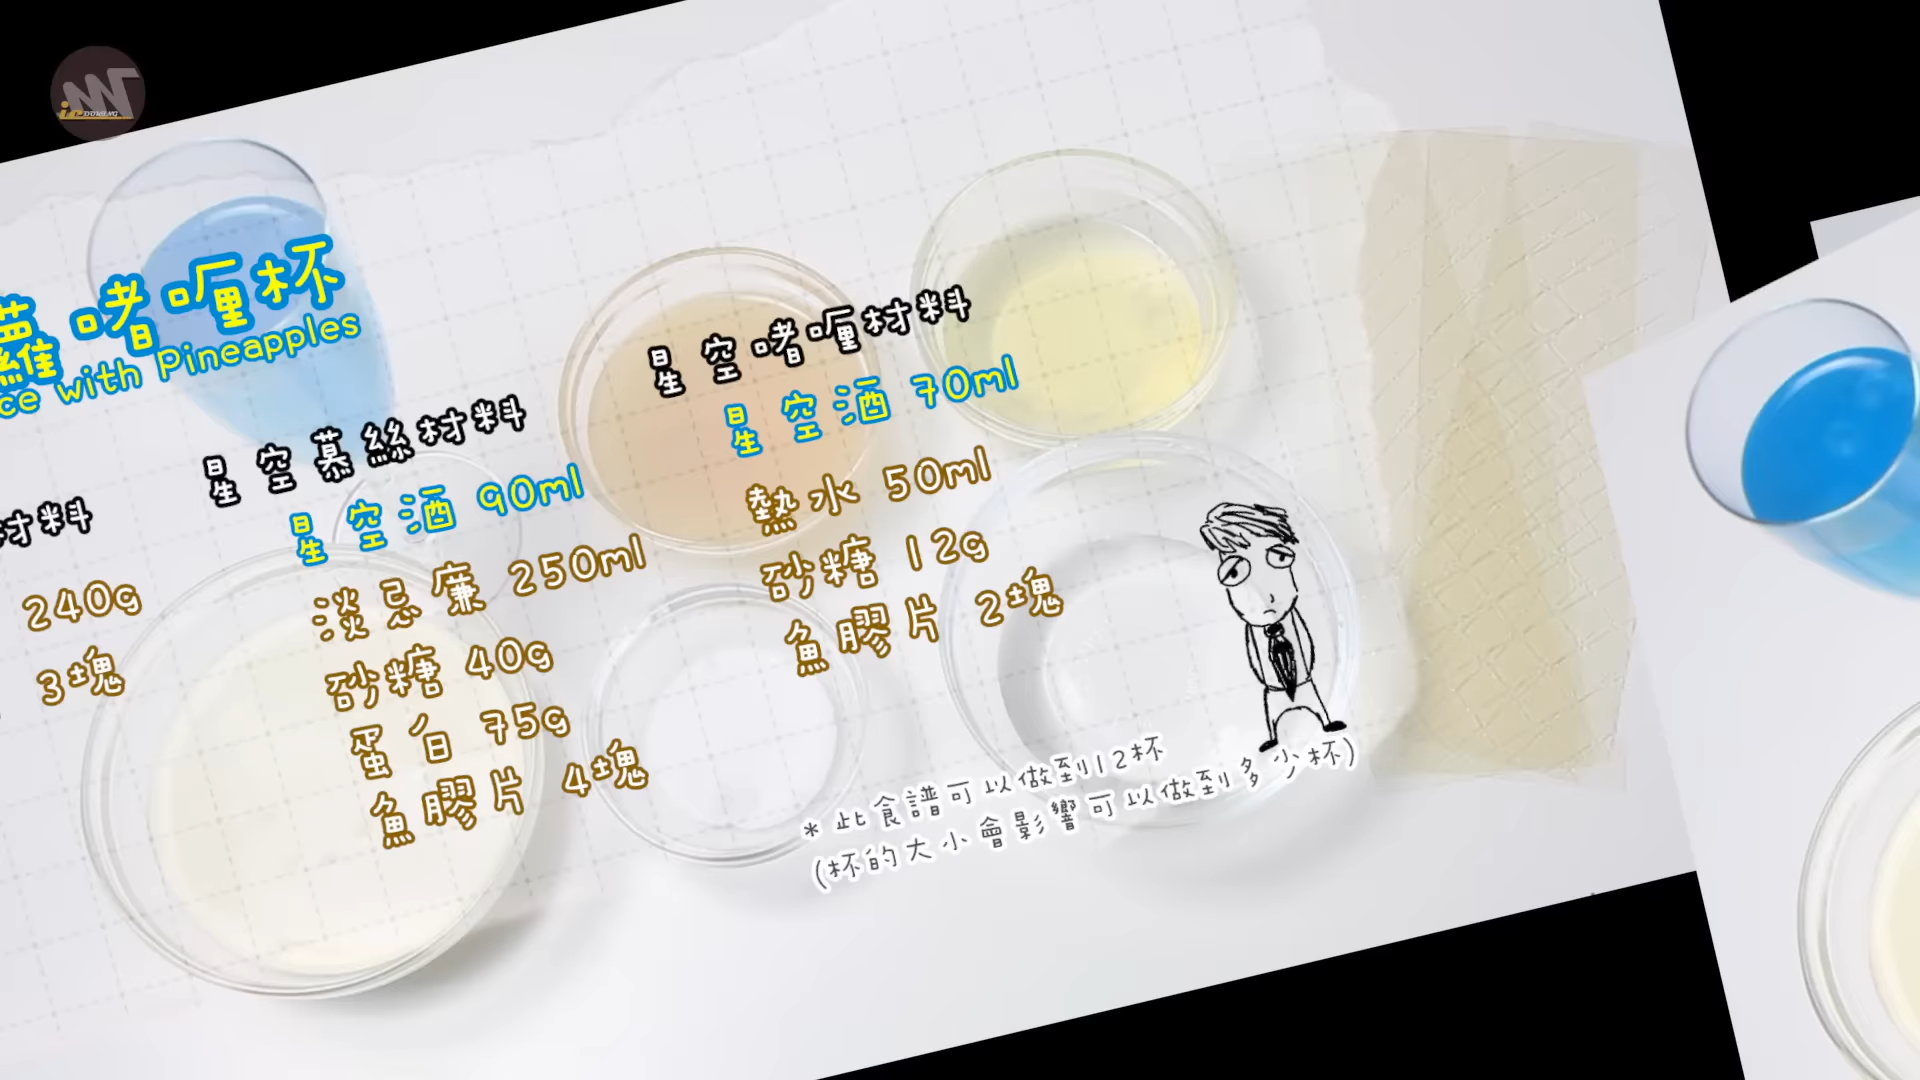 蘿啫喱杯
ce with Pineapples
材料
240g
3塊
星空慕絲材料
星空酒 90ml
淡忌廉 250ml
砂糖 40g
蛋白 75g
魚膠片 4塊
星空啫喱材料
星空酒 70ml
熱水 50ml
砂糖 12g
魚膠片 2塊
* 此食譜可以做到12杯
(杯的大小會影響可以做到多少杯)